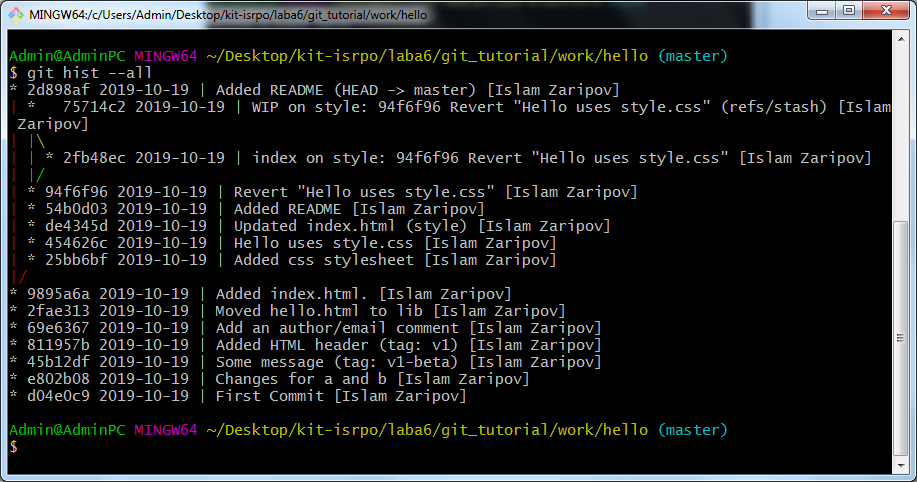 MINGW64:/c/Users/Admin/Desktop/kit-isrpo/laba6/git_tutorial/work/hello
Admin@AdminPC MINGW64 ~/Desktop/kit-isrpo/laba6/git_tutorial/work/hello (master)
$ git hist --all
* 2d898af 2019-10-19 | Added README (HEAD -> master) [Islam Zaripov]
| *   75714c2 2019-10-19 | WIP on style: 94f6f96 Revert "Hello uses style.css" (refs/stash) [Islam
 Zaripov]
| |\
| | * 2fb48ec 2019-10-19 | index on style: 94f6f96 Revert "Hello uses style.css" [Islam Zaripov]
| |/
| * 94f6f96 2019-10-19 | Revert "Hello uses style.css" [Islam Zaripov]
| * 54b0d03 2019-10-19 | Added README [Islam Zaripov]
| * de4345d 2019-10-19 | Updated index.html (style) [Islam Zaripov]
| * 454626c 2019-10-19 | Hello uses style.css [Islam Zaripov]
| * 25bb6bf 2019-10-19 | Added css stylesheet [Islam Zaripov]
|/
* 9895a6a 2019-10-19 | Added index.html. [Islam Zaripov]
* 2fae313 2019-10-19 | Moved hello.html to lib [Islam Zaripov]
* 69e6367 2019-10-19 | Add an author/email comment [Islam Zaripov]
* 811957b 2019-10-19 | Added HTML header (tag: v1) [Islam Zaripov]
* 45b12df 2019-10-19 | Some message (tag: v1-beta) [Islam Zaripov]
* e802b08 2019-10-19 | Changes for a and b [Islam Zaripov]
* d04e0c9 2019-10-19 | First Commit [Islam Zaripov]
Admin@AdminPC MINGW64 ~/Desktop/kit-isrpo/laba6/git_tutorial/work/hello (master)
$